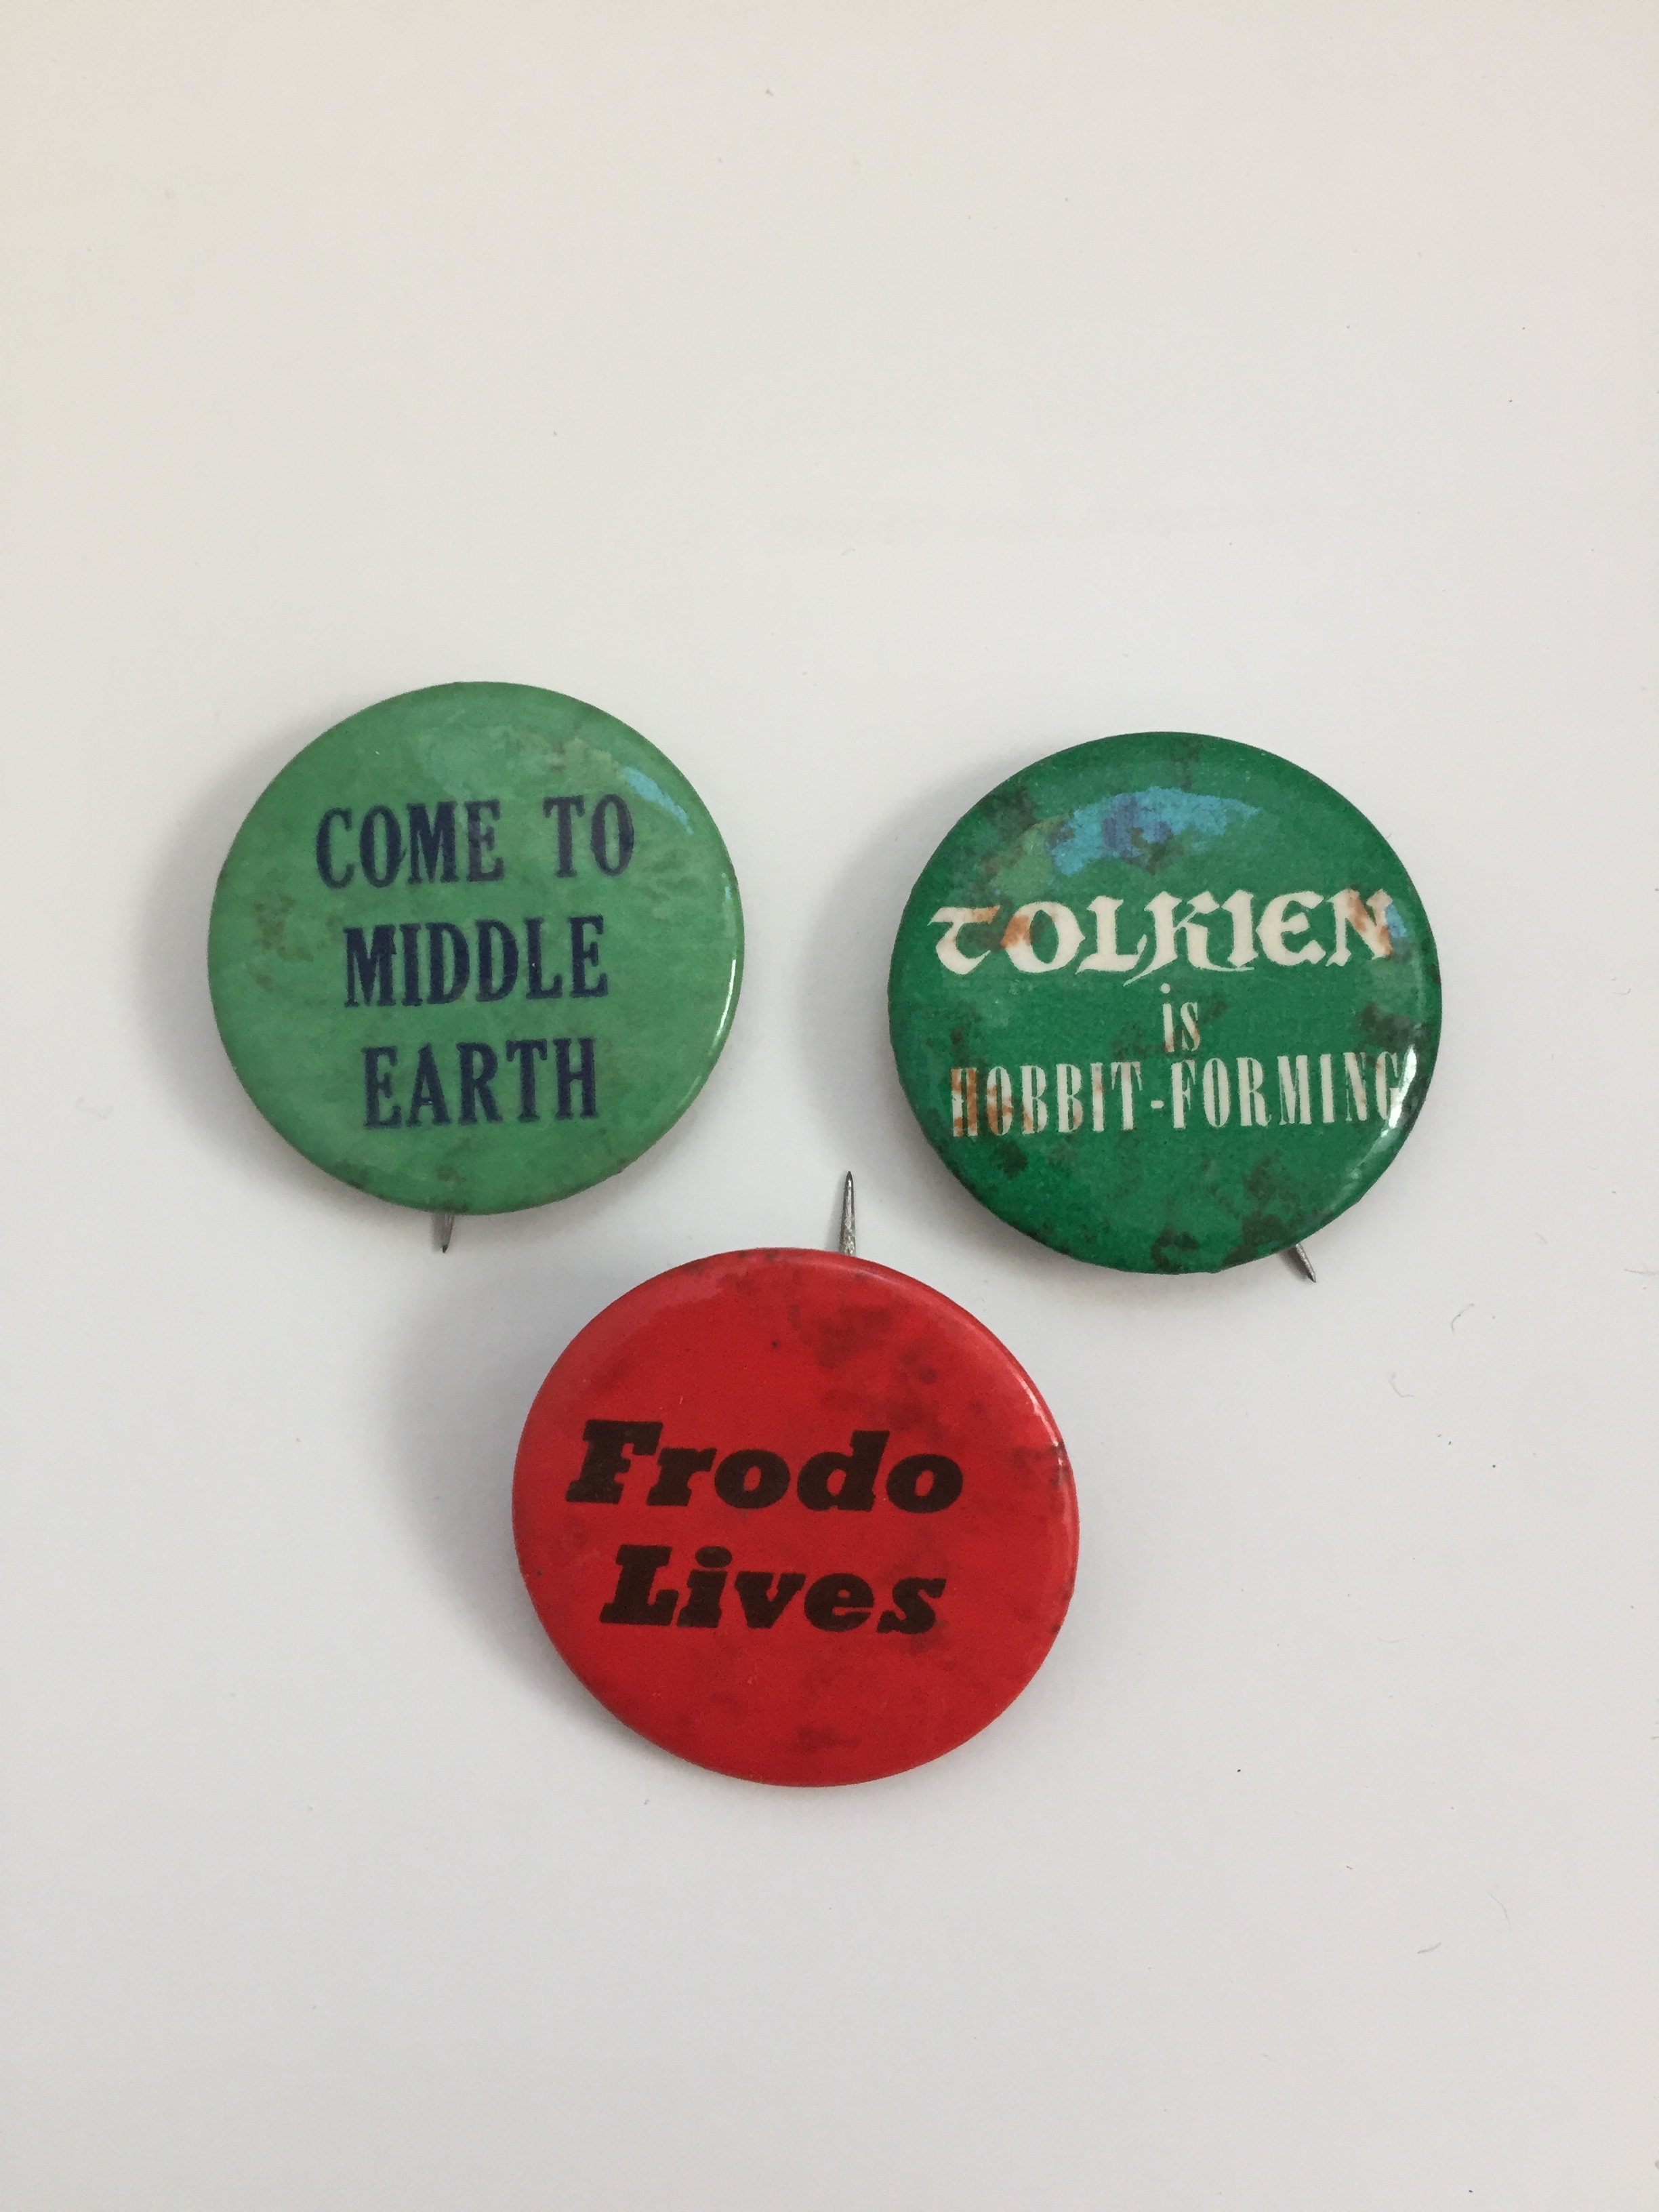 COME TO
MIDDLE
EARTH
TOLKIEN
is
HOBBIT-FORMING
Frodo
Lives